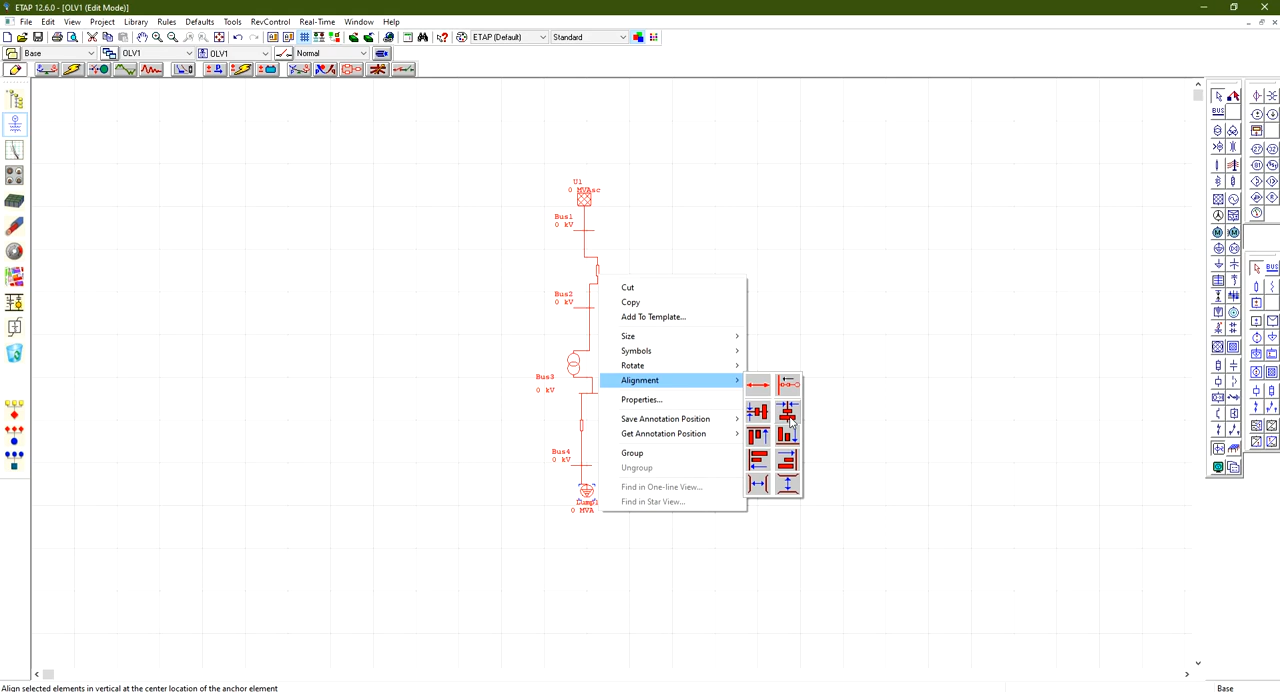 ETAP 12.6.0 - [OLV1 (Edit Mode)]
File Edit View Project Library Rules Defaults Tools RevControl Real-Time Window Help
ETAP (Default) Standard
Base OLV1 OLV1 Normal
U1
0 MVAsc
Bus1
0 kV
Bus2
0 kV
Bus3
0 kV
Bus4
0 kV
Lump1
0 MVA
Cut
Copy
Add To Template...
Size
Symbols
Rotate
Alignment
Properties...
Save Annotation Position
Get Annotation Position
Group
Ungroup
Find in One-line View...
Find in Star View...
BUS
BUS
Align selected elements in vertical at the center location of the anchor element
Base